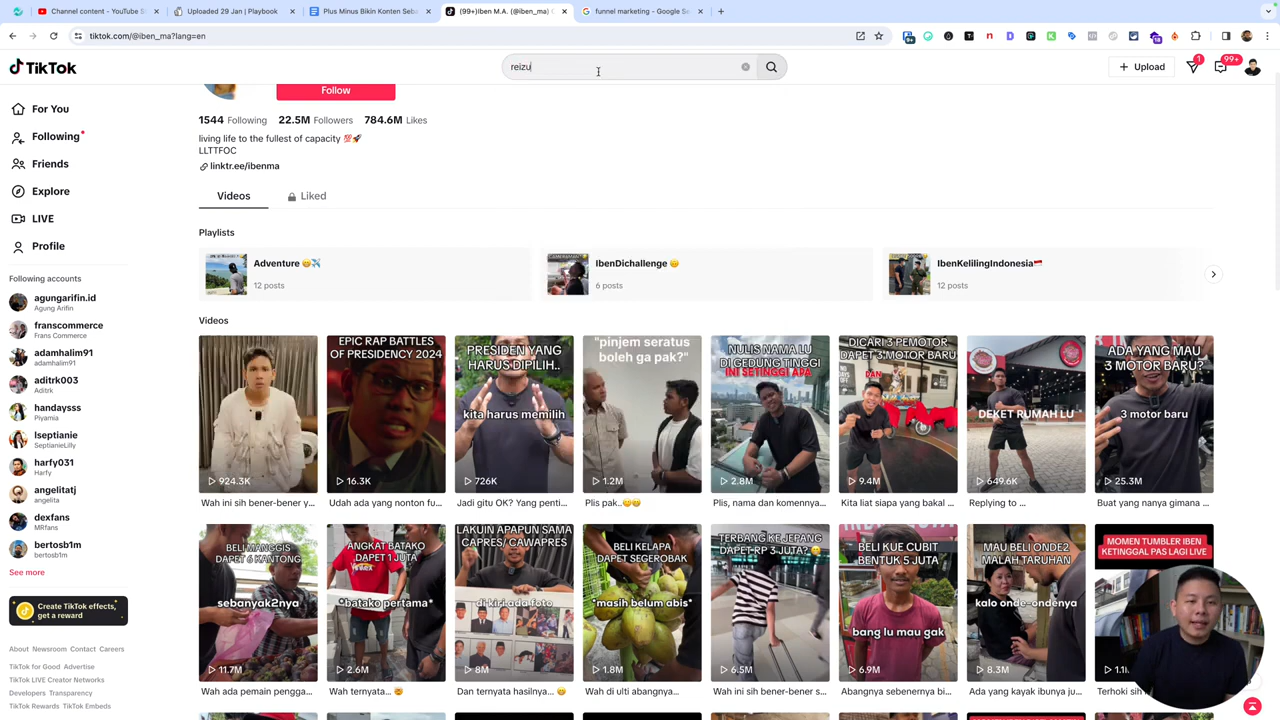 Channel content - YouTube S
Uploaded 29 Jan | Playbook
Plus Minus Bikin Konten Seba
(99+)Iben M.A. (@iben_ma)
funnel marketing - Google Se
tiktok.com/@iben_ma?lang=en
TikTok
reizu
Upload
1
99+
Follow
1544 Following 22.5M Followers 784.6M Likes
living life to the fullest of capacity 💯🚀
LLTTFOC
linktr.ee/ibenma
Videos Liked
For You
Following
Friends
Explore
LIVE
Profile
Following accounts
agungarifin.id
Agung Arifin
franscommerce
Frans Commerce
adamhalim91
adamhalim91
aditrk003
Aditrk
handaysss
Piyamia
lseptianie
SeptianieLilly
harfy031
Harfy
angelitatj
angelita
dexfans
MRfans
bertosb1m
bertosb1m
See more
Create TikTok effects, get a reward
About Newsroom Contact Careers
TikTok for Good Advertise
TikTok LIVE Creator Networks
Developers Transparency
TikTok Rewards TikTok Embeds
Playlists
Adventure 😄✈️
12 posts
IbenDichallenge 😄
6 posts
IbenKelilingIndonesia🇮🇩
12 posts
Videos
924.3K
Wah ini sih bener-bener y...
EPIC RAP BATTLES
OF PRESIDENCY 2024
16.3K
Udah ada yang nonton fu...
PRESIDEN YANG
HARUS DIPILIH..
kita harus memilih
726K
Jadi gitu OK? Yang penti...
"pinjem seratus
boleh ga pak?"
1.2M
Plis pak..
NULIS NAMA LU
DI GEDUNG TINGGI
INI SETINGGI APA
2.8M
Plis, nama dan komennya...
DICARI 3 PEMOTOR
DAPET 3 MOTOR BARU
DAN
9.4M
Kita liat siapa yang bakal ...
DEKET RUMAH LU
649.6K
Replying to ...
ADA YANG MAU
3 MOTOR BARU?
3 motor baru
25.3M
Buat yang nanya gimana ...
BELI MANGGIS
DAPET 6 KANTONG
sebanyak2nya
11.7M
Wah ada pemain pengga...
ANGKAT BATAKO
DAPET 1 JUTA
*batako pertama*
2.6M
Wah ternyata...
LAKUIN APAPUN SAMA
CAPRES/ CAWAPRES
di kiri ada foto
8M
Dan ternyata hasilnya...
BELI KELAPA
DAPET SEGEROBAK
*masih belum abis*
1.8M
Wah di ulti abangnya...
TERBANG KE JEPANG
DAPET RP 3 JUTA?
6.5M
Wah ini sih bener-bener s...
BELI KUE CUBIT
BENTUK 5 JUTA
bang lu mau gak
6.9M
Abangnya sebenernya bi...
MAU BELI ONDE2
MALAH TARUHAN
kalo onde-ondenya
8.3M
Ada yang kayak ibunya ju...
MOMEN TUMBLER IBEN
KETINGGAL PAS LAGI LIVE
Terhoki sih